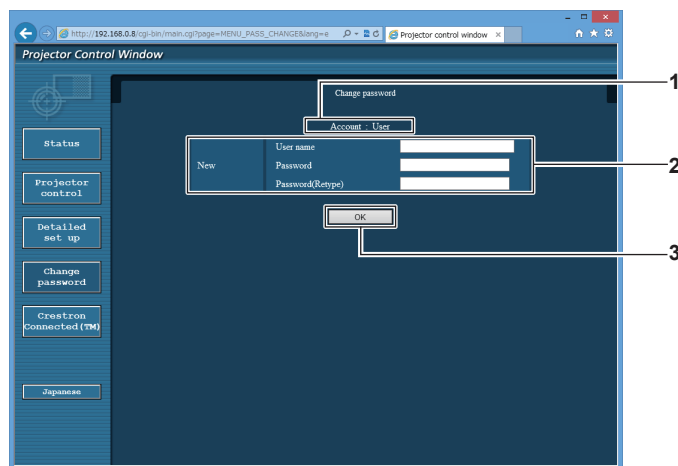 http://192.168.0.8/cgi-bin/main.cgi?page=MENU_PASS_CHANGE&lang=e
Projector control window
Projector Control Window
Change password
1
Account : User
Status
User name
New
Password
2
Password(Retype)
Projector
control
OK
Detailed
set up
3
Change
password
Crestron
Connected(TM)
Japanese